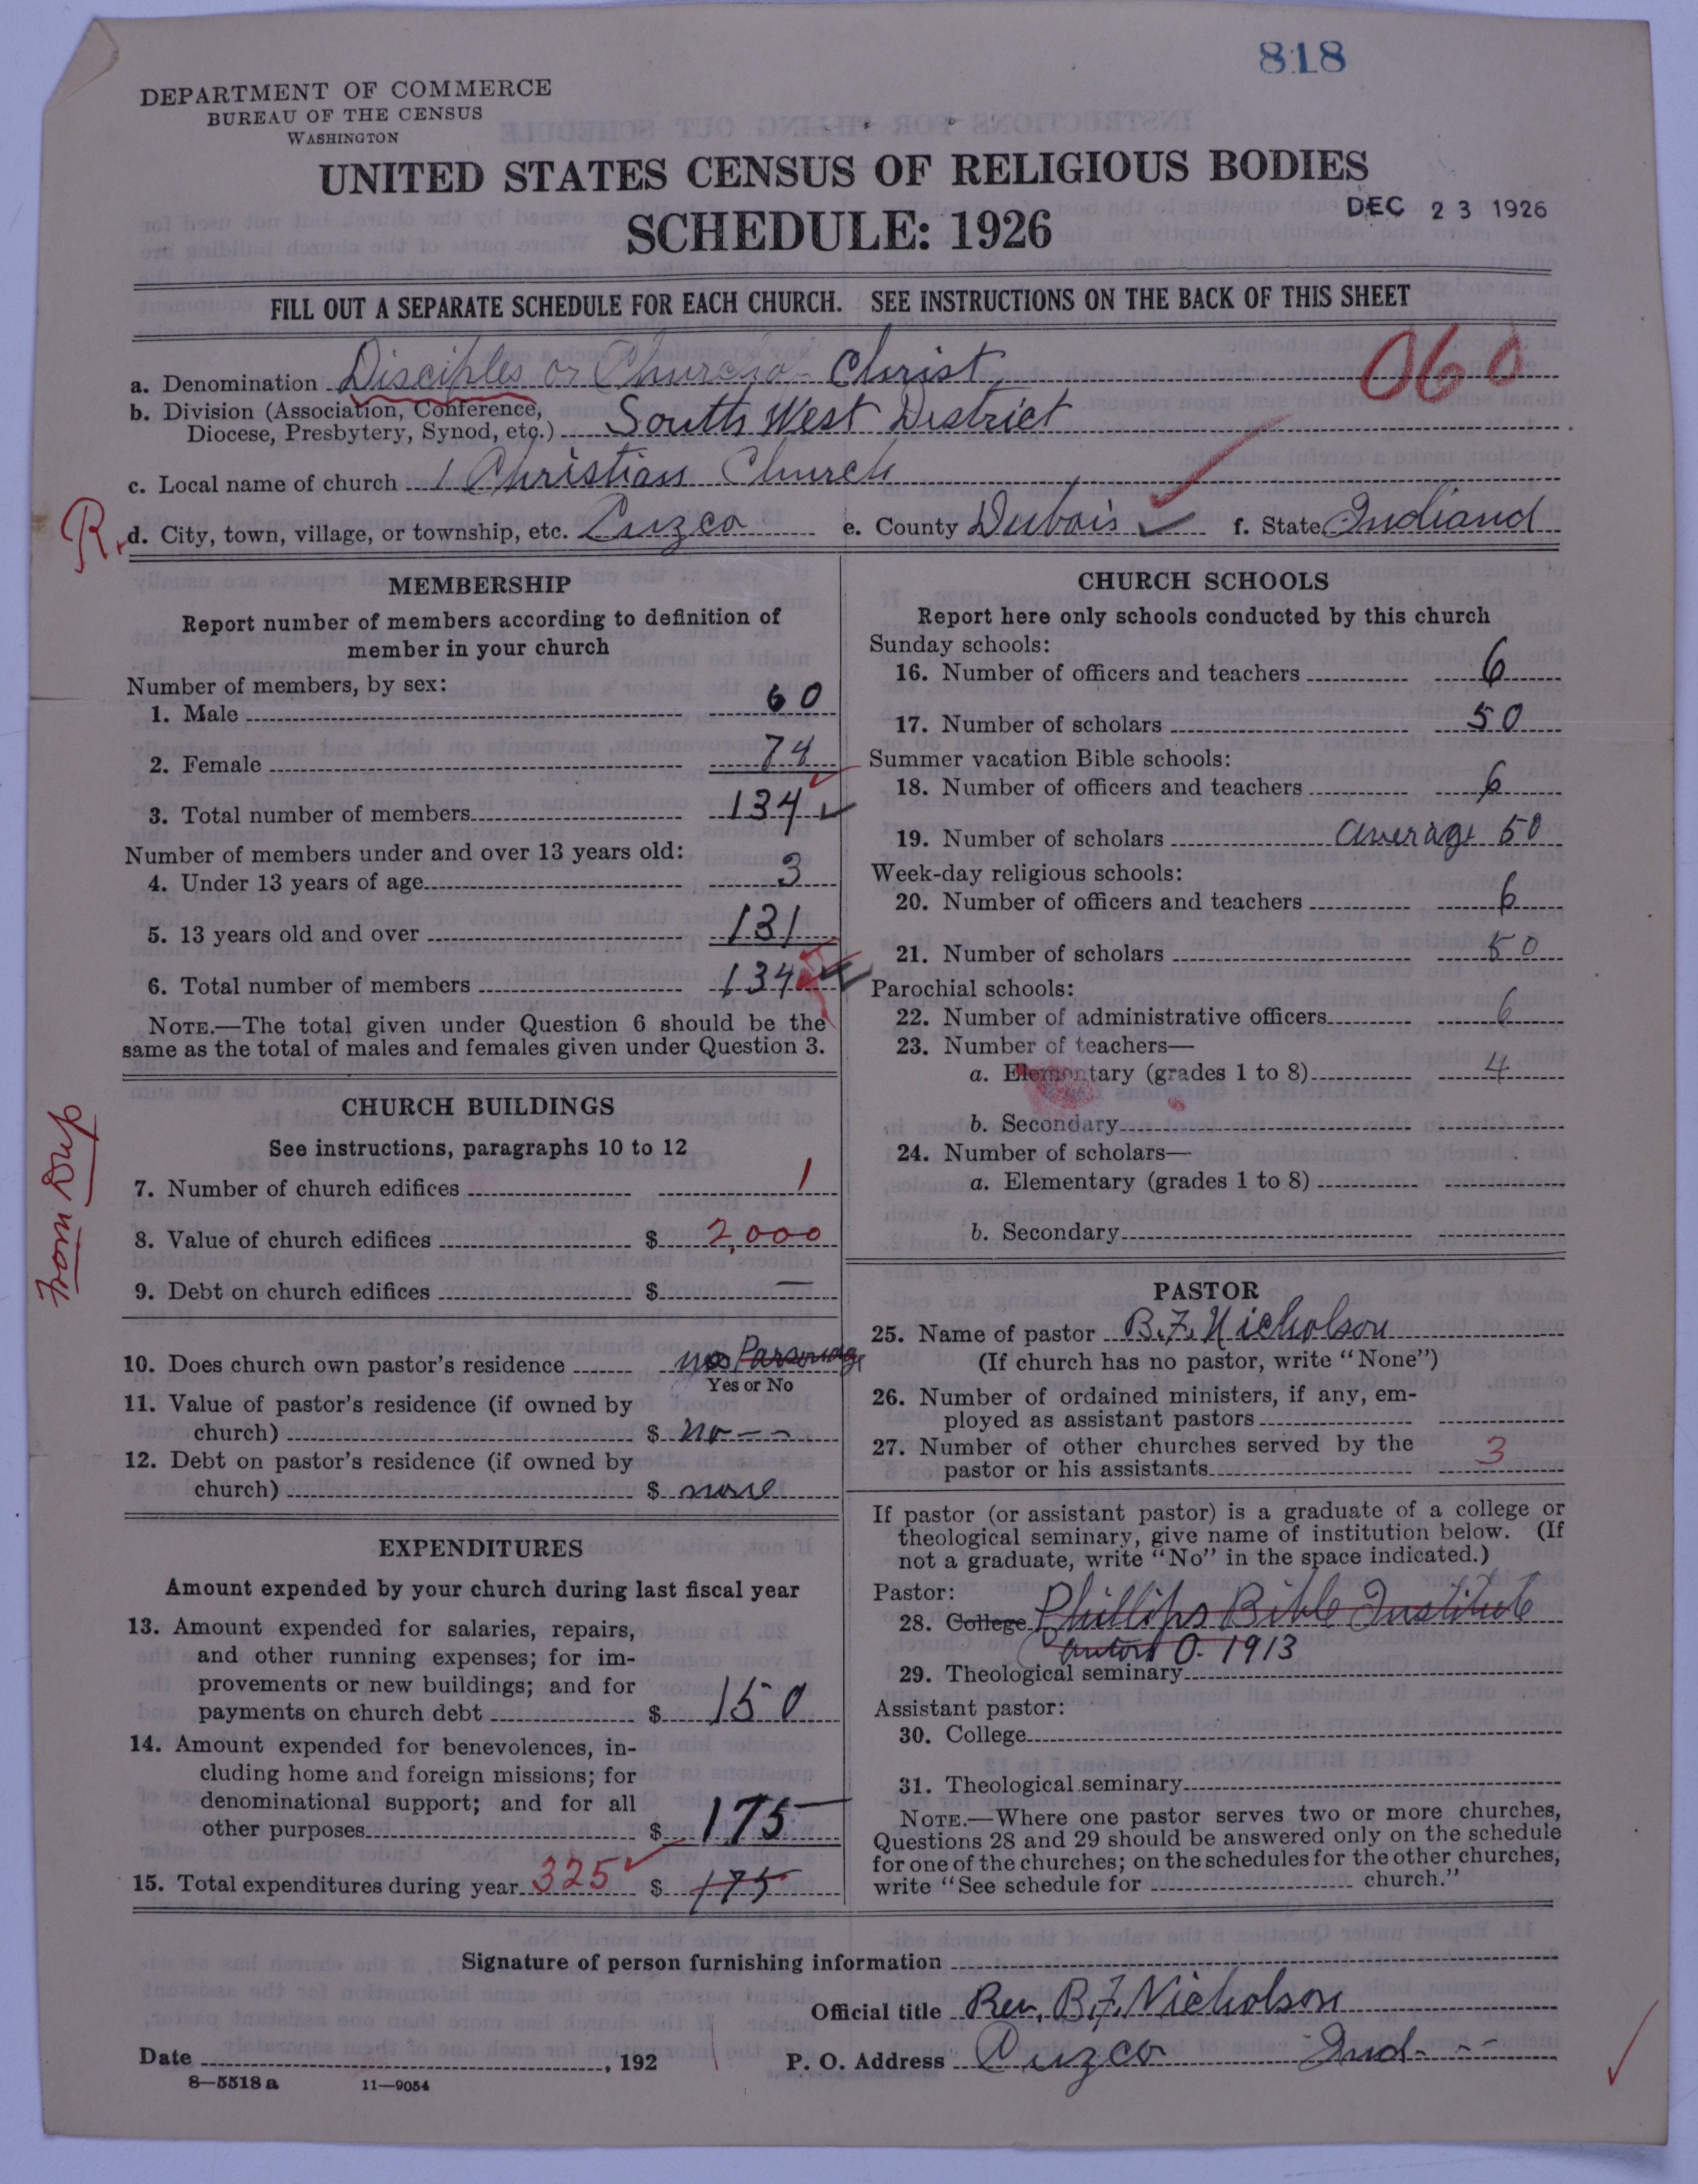 818
DEPARTMENT OF COMMERCE
BUREAU OF THE CENSUS
WASHINGTON
UNITED STATES CENSUS OF RELIGIOUS BODIES
SCHEDULE: 1926
DEC 23 1926
FILL OUT A SEPARATE SCHEDULE FOR EACH CHURCH. SEE INSTRUCTIONS ON THE BACK OF THIS SHEET
060
a. Denomination Disciples or Church Christ
b. Division (Association, Conference,
Diocese, Presbytery, Synod, etc.) South West District
c. Local name of church Christian Church
R. d. City, town, village, or township, etc. Cuzco e. County Dubois f. State Indiana
MEMBERSHIP
Report number of members according to definition of
member in your church
Number of members, by sex:
1. Male 60
2. Female 74
3. Total number of members 134
Number of members under and over 13 years old:
4. Under 13 years of age 3
5. 13 years old and over 131
6. Total number of members 134
NOTE.—The total given under Question 6 should be the
same as the total of males and females given under Question 3.
CHURCH BUILDINGS
See instructions, paragraphs 10 to 12
from Dup
7. Number of church edifices 1
8. Value of church edifices $ 2,000
9. Debt on church edifices $ —
10. Does church own pastor's residence no Parsonage
Yes or No
11. Value of pastor's residence (if owned by
church) $ no – –
12. Debt on pastor's residence (if owned by
church) $ none
EXPENDITURES
Amount expended by your church during last fiscal year
13. Amount expended for salaries, repairs,
and other running expenses; for im-
provements or new buildings; and for
payments on church debt $ 150
14. Amount expended for benevolences, in-
cluding home and foreign missions; for
denominational support; and for all
other purposes $ 175
15. Total expenditures during year 325 $ 175
CHURCH SCHOOLS
Report here only schools conducted by this church
Sunday schools:
16. Number of officers and teachers 6
17. Number of scholars 50
Summer vacation Bible schools:
18. Number of officers and teachers 6
19. Number of scholars average 50
Week-day religious schools:
20. Number of officers and teachers 6
21. Number of scholars 50
Parochial schools:
22. Number of administrative officers 6
23. Number of teachers—
a. Elementary (grades 1 to 8) 4
b. Secondary
24. Number of scholars—
a. Elementary (grades 1 to 8)
b. Secondary
PASTOR
25. Name of pastor B. F. Nicholson
(If church has no pastor, write "None")
26. Number of ordained ministers, if any, em-
ployed as assistant pastors
27. Number of other churches served by the
pastor or his assistants 3
If pastor (or assistant pastor) is a graduate of a college or
theological seminary, give name of institution below. (If
not a graduate, write "No" in the space indicated.)
Pastor:
28. College Phillips Bible Institute
O. 1913
29. Theological seminary
Assistant pastor:
30. College
31. Theological seminary
NOTE.—Where one pastor serves two or more churches,
Questions 28 and 29 should be answered only on the schedule
for one of the churches; on the schedules for the other churches,
write "See schedule for church."
Signature of person furnishing information
Official title Rev. B. F. Nicholson
Date , 192 P. O. Address Cuzco Ind. - -
8—5518 a 11—9054